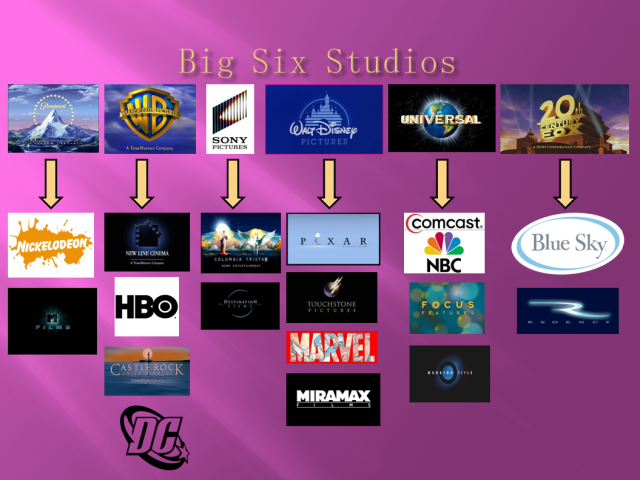 Big Six Studios
Paramount
WB
A TimeWarner Company
SONY
PICTURES
WALT DISNEY
PICTURES
UNIVERSAL
20th
CENTURY
FOX
A NEWS CORPORATION COMPANY
NICKELODEON
NEW LINE CINEMA
A TimeWarner Company
COLUMBIA TRISTAR
HOME ENTERTAINMENT
PIXAR
Comcast
NBC
Blue Sky
FILMS
HBO
DESTINATION
FILMS
TOUCHSTONE
PICTURES
FOCUS
FEATURES
REGENCY
CASTLE ROCK
MARVEL
WORKING TITLE
MIRAMAX
FILMS
DC